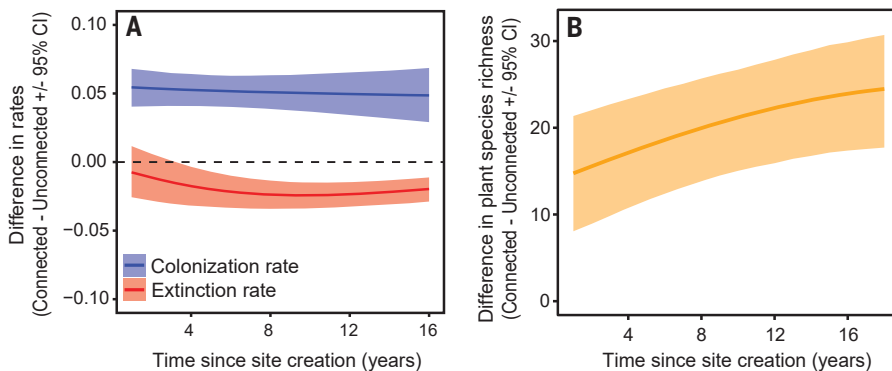 A
Difference in rates
(Connected - Unconnected +/- 95% CI)
0.10
0.05
0.00
−0.05
−0.10
Colonization rate
Extinction rate
4
8
12
16
Time since site creation (years)
B
Difference in plant species richness
(Connected - Unconnected +/- 95% CI)
30
20
10
0
4
8
12
16
Time since site creation (years)